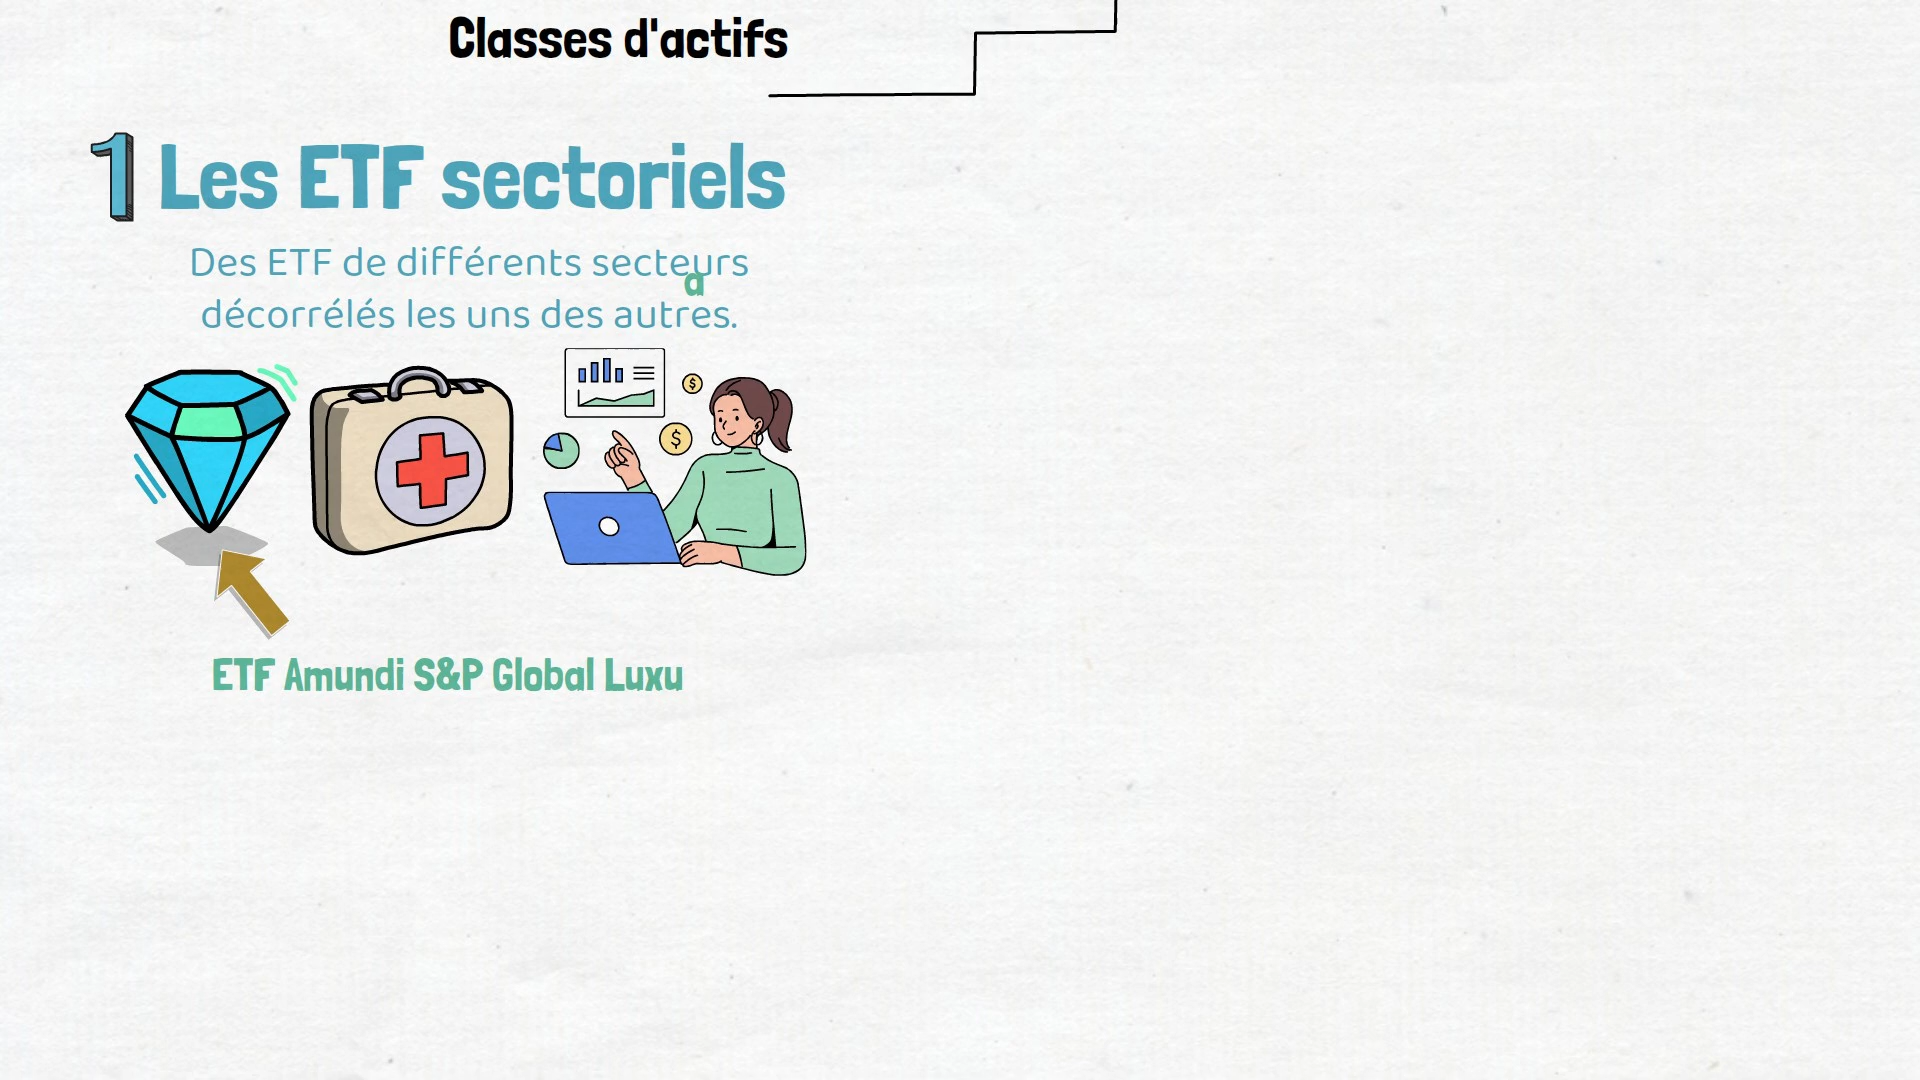 Classes d'actifs
1 Les ETF sectoriels
Des ETF de différents secteurs
a
décorrélés les uns des autres.
$
$
ETF Amundi S&P Global Luxu